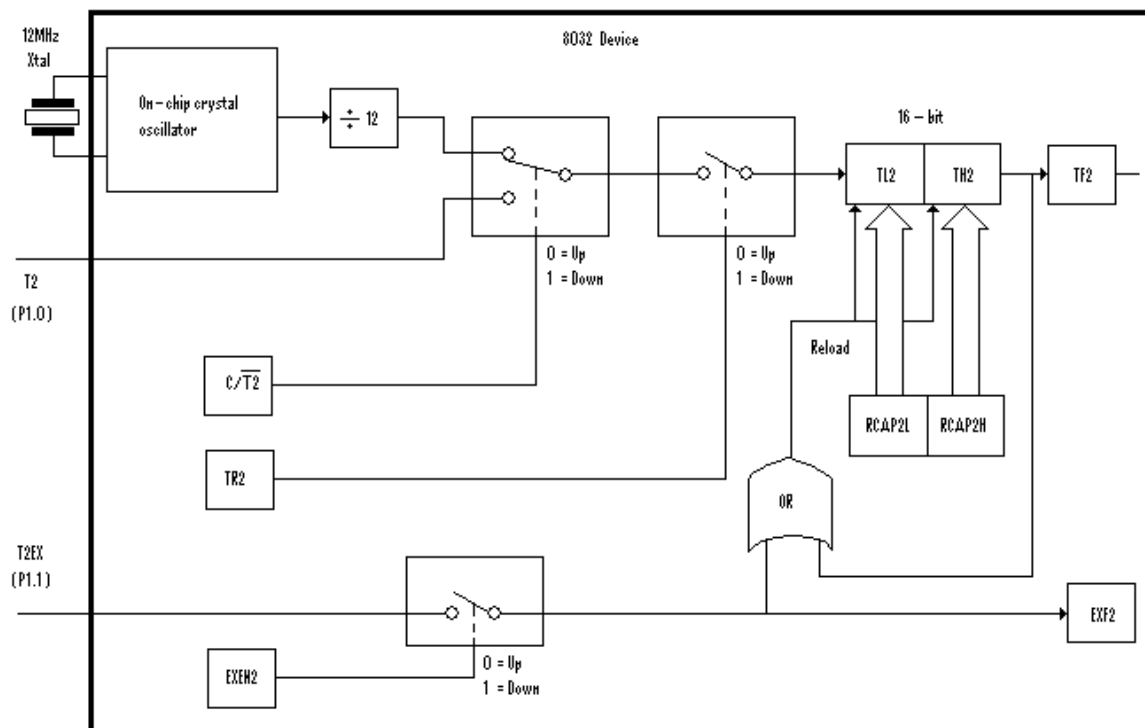 12MHz
Xtal
8032 Device
On-chip crystal
oscillator
÷ 12
16-bit
TL2
TH2
TF2
0 = Up
1 = Down
0 = Up
1 = Down
T2
(P1.0)
Reload
C/T2
RCAP2L
RCAP2H
TR2
OR
T2EX
(P1.1)
EXF2
EXEN2
0 = Up
1 = Down